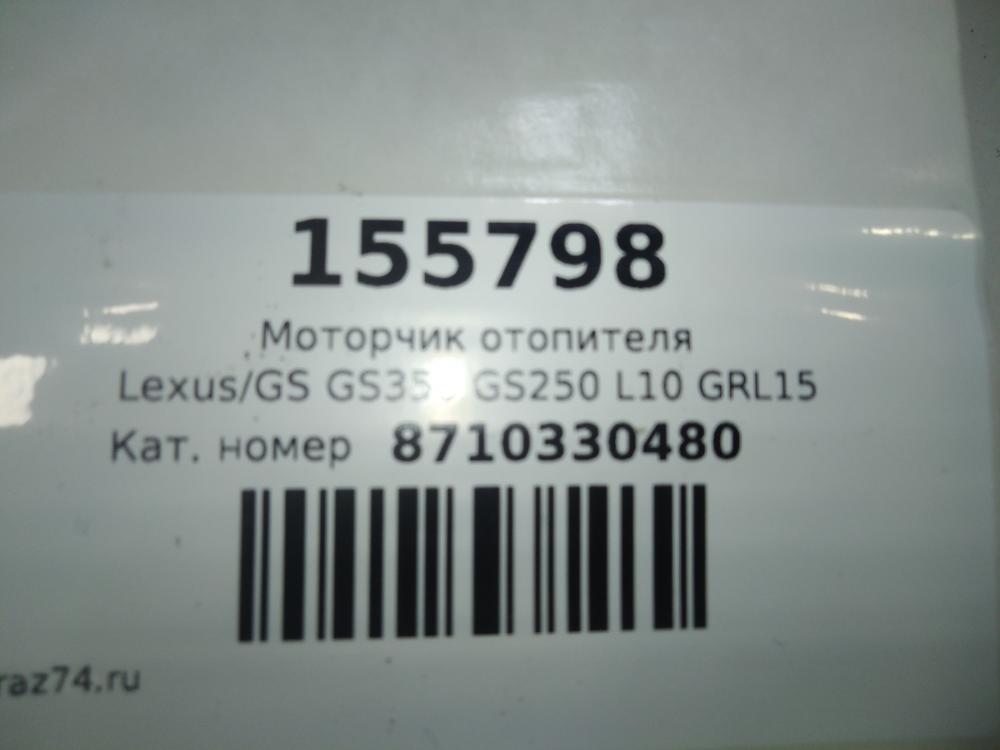 155798
Моторчик отопителя
Lexus/GS GS250 L10 GRL15
Кат. номер 8710330480
raz74.ru